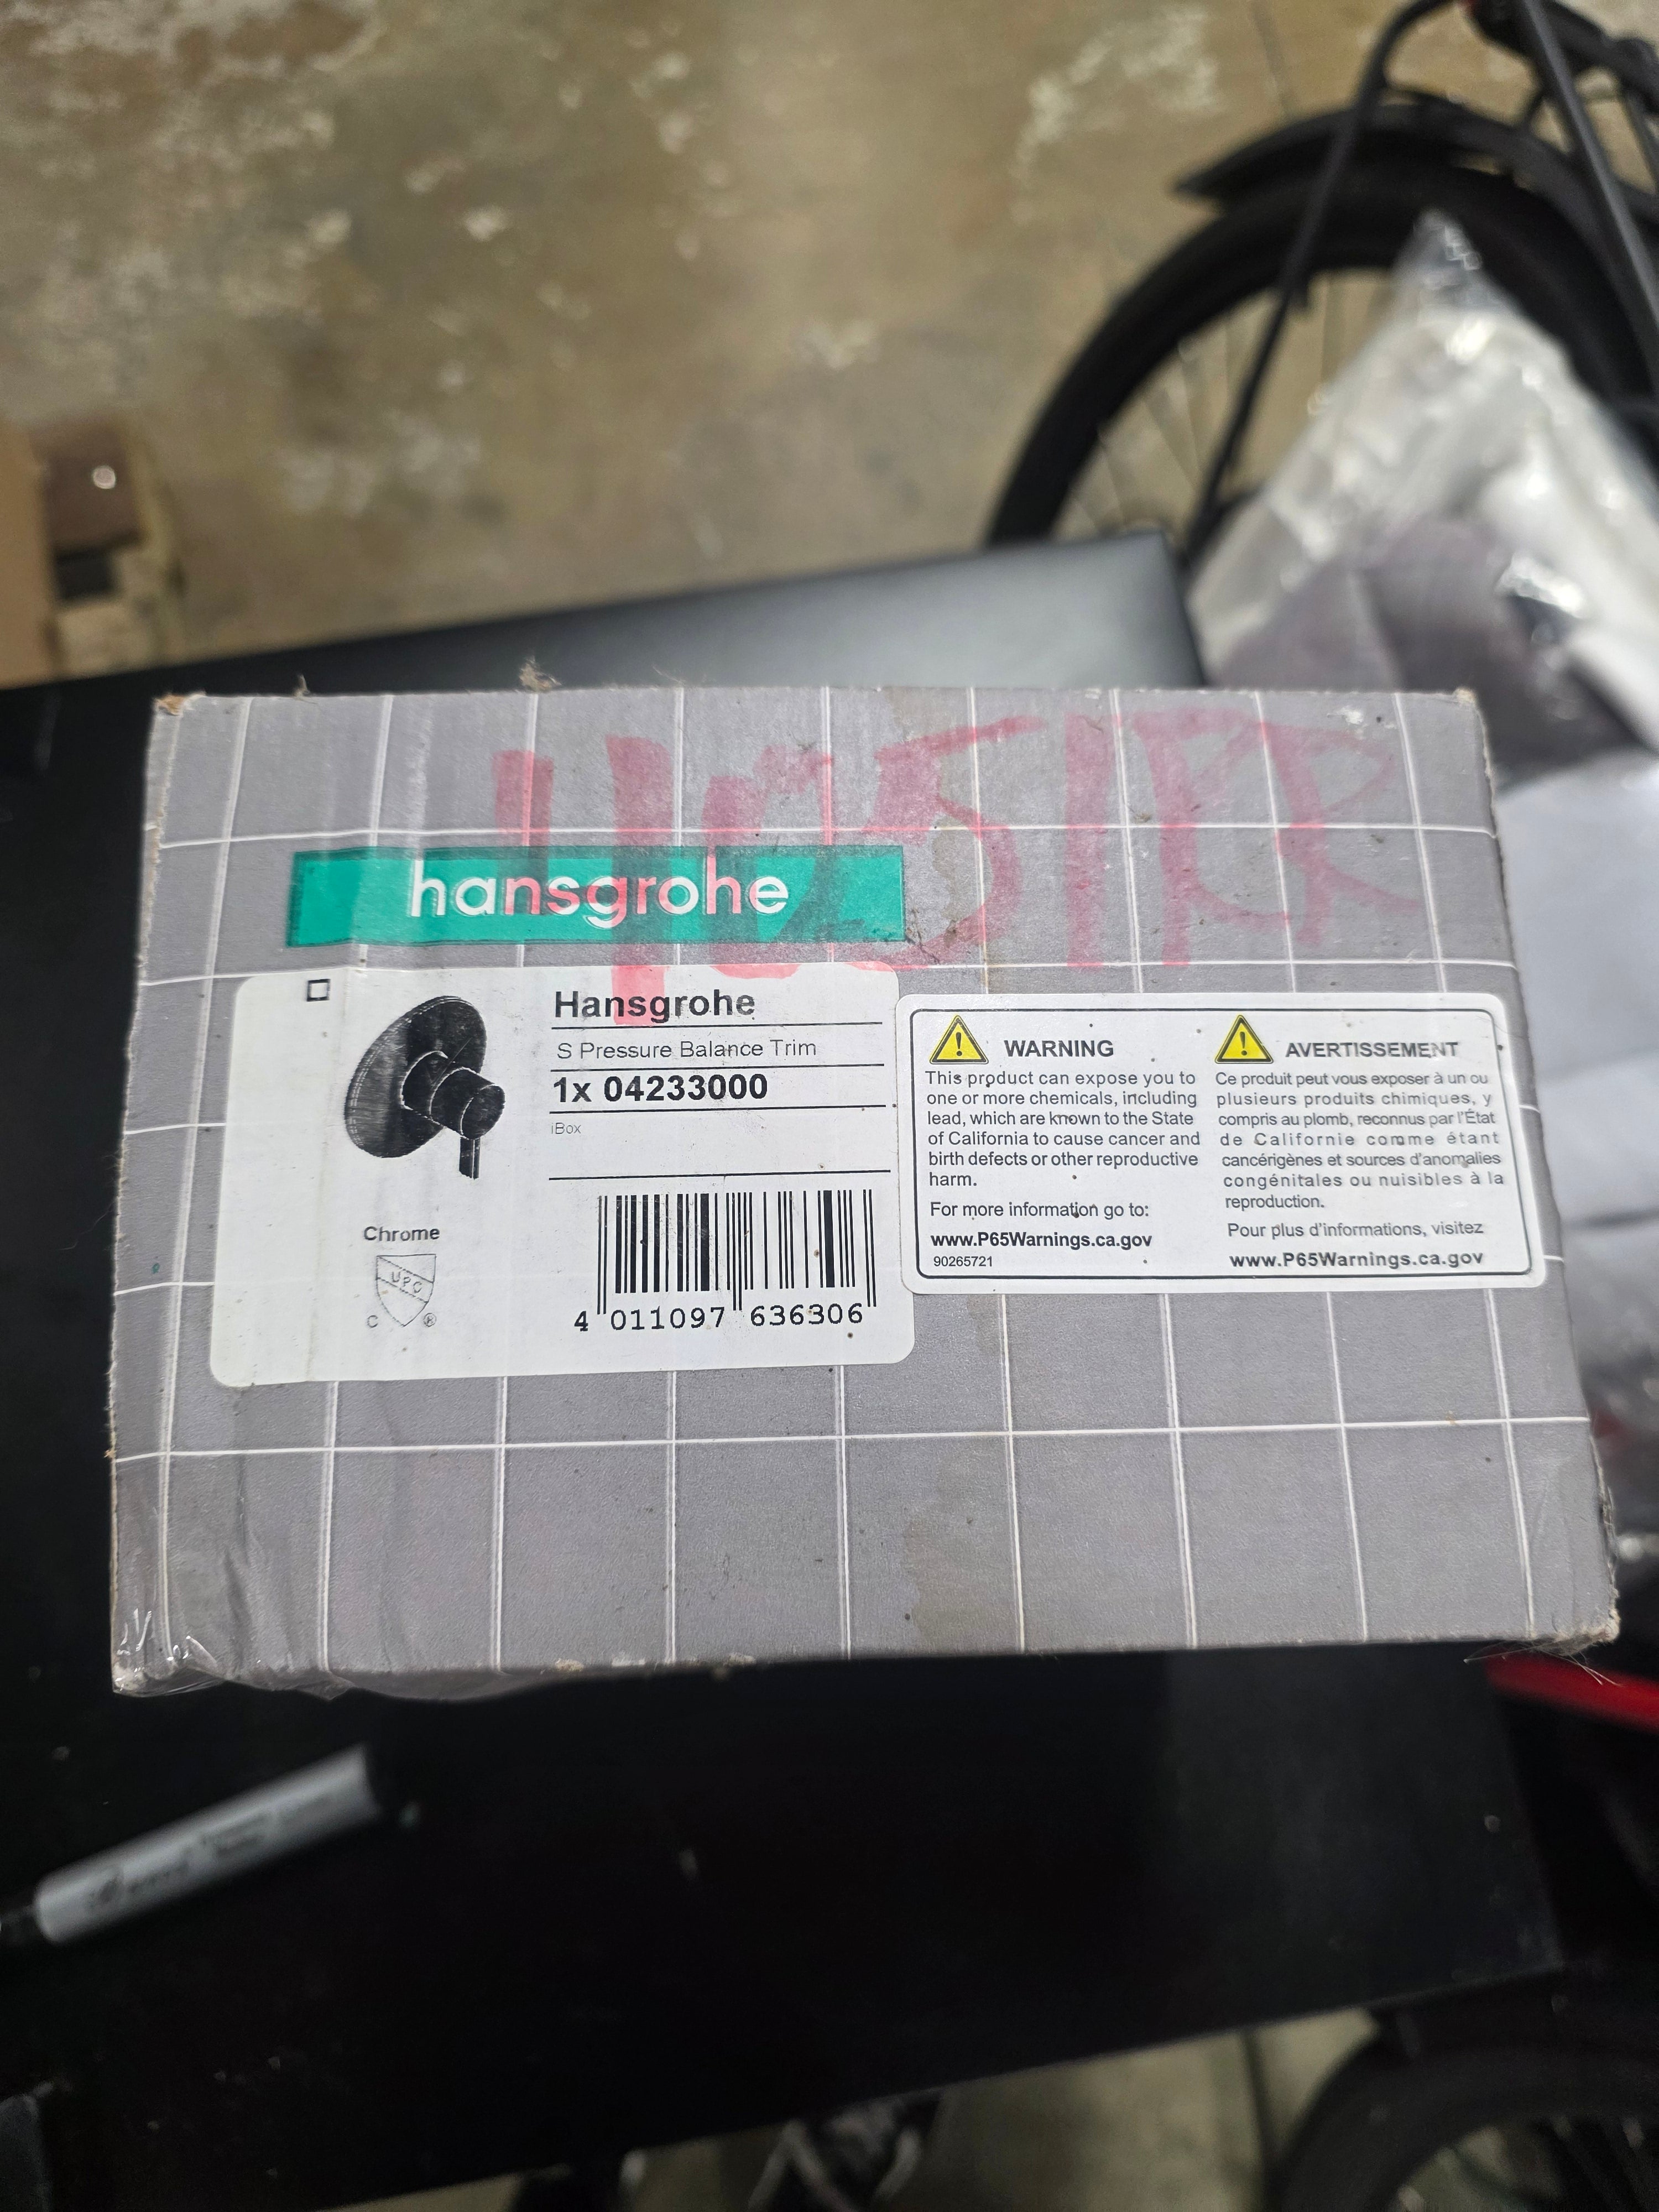 hansgrohe
Hansgrohe
S Pressure Balance Trim
1x 04233000
iBox
Chrome
UPC
C ®
4 011097 636306
WARNING
This product can expose you to
one or more chemicals, including
lead, which are known to the State
of California to cause cancer and
birth defects or other reproductive
harm.
For more information go to:
www.P65Warnings.ca.gov
90265721
AVERTISSEMENT
Ce produit peut vous exposer à un ou
plusieurs produits chimiques, y
compris au plomb, reconnus par l'État
de Californie comme étant
cancérigènes et sources d'anomalies
congénitales ou nuisibles à la
reproduction.
Pour plus d'informations, visitez
www.P65Warnings.ca.gov